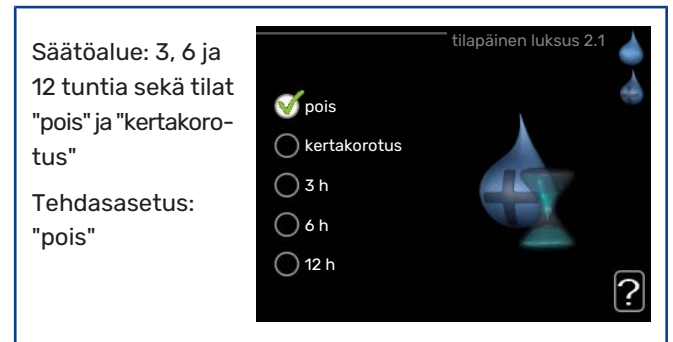 Säätöalue: 3, 6 ja
12 tuntia sekä tilat
"pois" ja "kertakoro-
tus"
Tehdasasetus:
"pois"
tilapäinen luksus 2.1
pois
kertakorotus
3 h
6 h
12 h
?